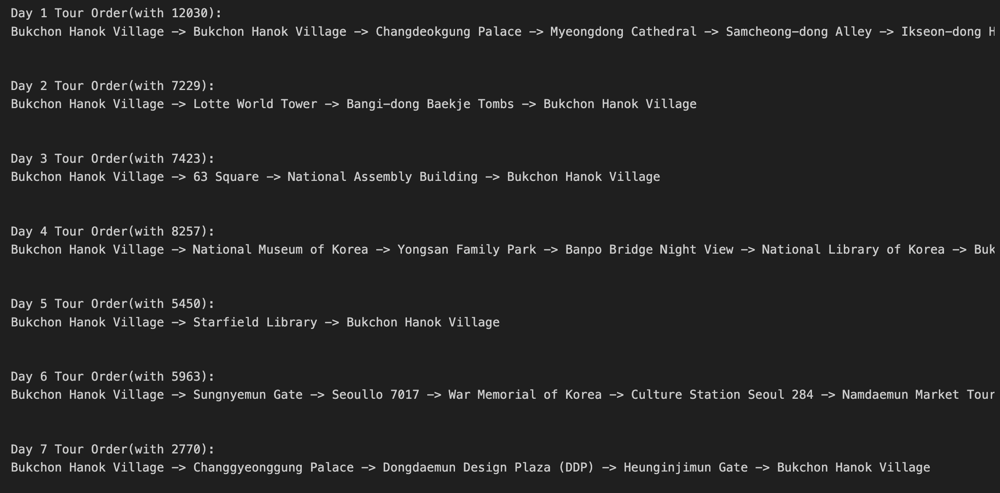 Day 1 Tour Order(with 12030):
Bukchon Hanok Village -> Bukchon Hanok Village -> Changdeokgung Palace -> Myeongdong Cathedral -> Samcheong-dong Alley -> Ikseon-dong H
Day 2 Tour Order(with 7229):
Bukchon Hanok Village -> Lotte World Tower -> Bangi-dong Baekje Tombs -> Bukchon Hanok Village
Day 3 Tour Order(with 7423):
Bukchon Hanok Village -> 63 Square -> National Assembly Building -> Bukchon Hanok Village
Day 4 Tour Order(with 8257):
Bukchon Hanok Village -> National Museum of Korea -> Yongsan Family Park -> Banpo Bridge Night View -> National Library of Korea -> Buk
Day 5 Tour Order(with 5450):
Bukchon Hanok Village -> Starfield Library -> Bukchon Hanok Village
Day 6 Tour Order(with 5963):
Bukchon Hanok Village -> Sungnyemun Gate -> Seoullo 7017 -> War Memorial of Korea -> Culture Station Seoul 284 -> Namdaemun Market Tour
Day 7 Tour Order(with 2770):
Bukchon Hanok Village -> Changgyeonggung Palace -> Dongdaemun Design Plaza (DDP) -> Heunginjimun Gate -> Bukchon Hanok Village